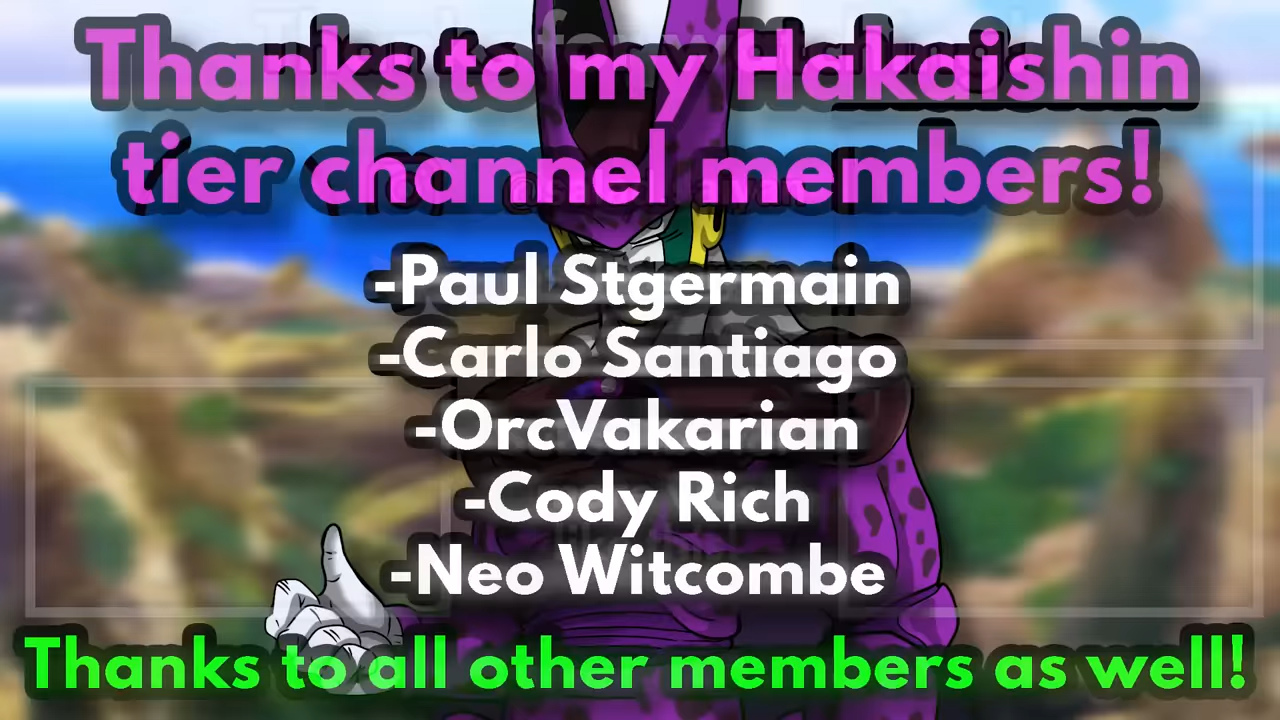 Thanks to my Hakaishin
tier channel members!
-Paul Stgermain
-Carlo Santiago
-OrcVakarian
-Cody Rich
-Neo Witcombe
Thanks to all other members as well!